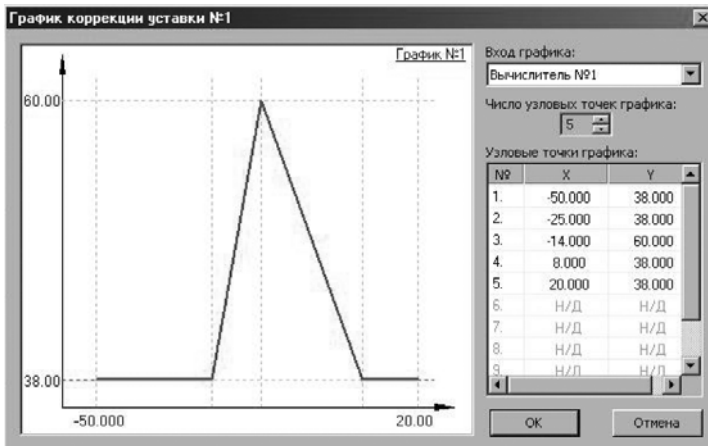 График коррекции уставки №1
График №1
60.00
38.00
-50.000
20.00
Вход графика:
Вычислитель №1
Число узловых точек графика:
5
Узловые точки графика:
№ X Y
1. -50.000 38.000
2. -25.000 38.000
3. -14.000 60.000
4. 8.000 38.000
5. 20.000 38.000
6. Н/Д Н/Д
7. Н/Д Н/Д
8. Н/Д Н/Д
9. Н/Д Н/Д
OK Отмена